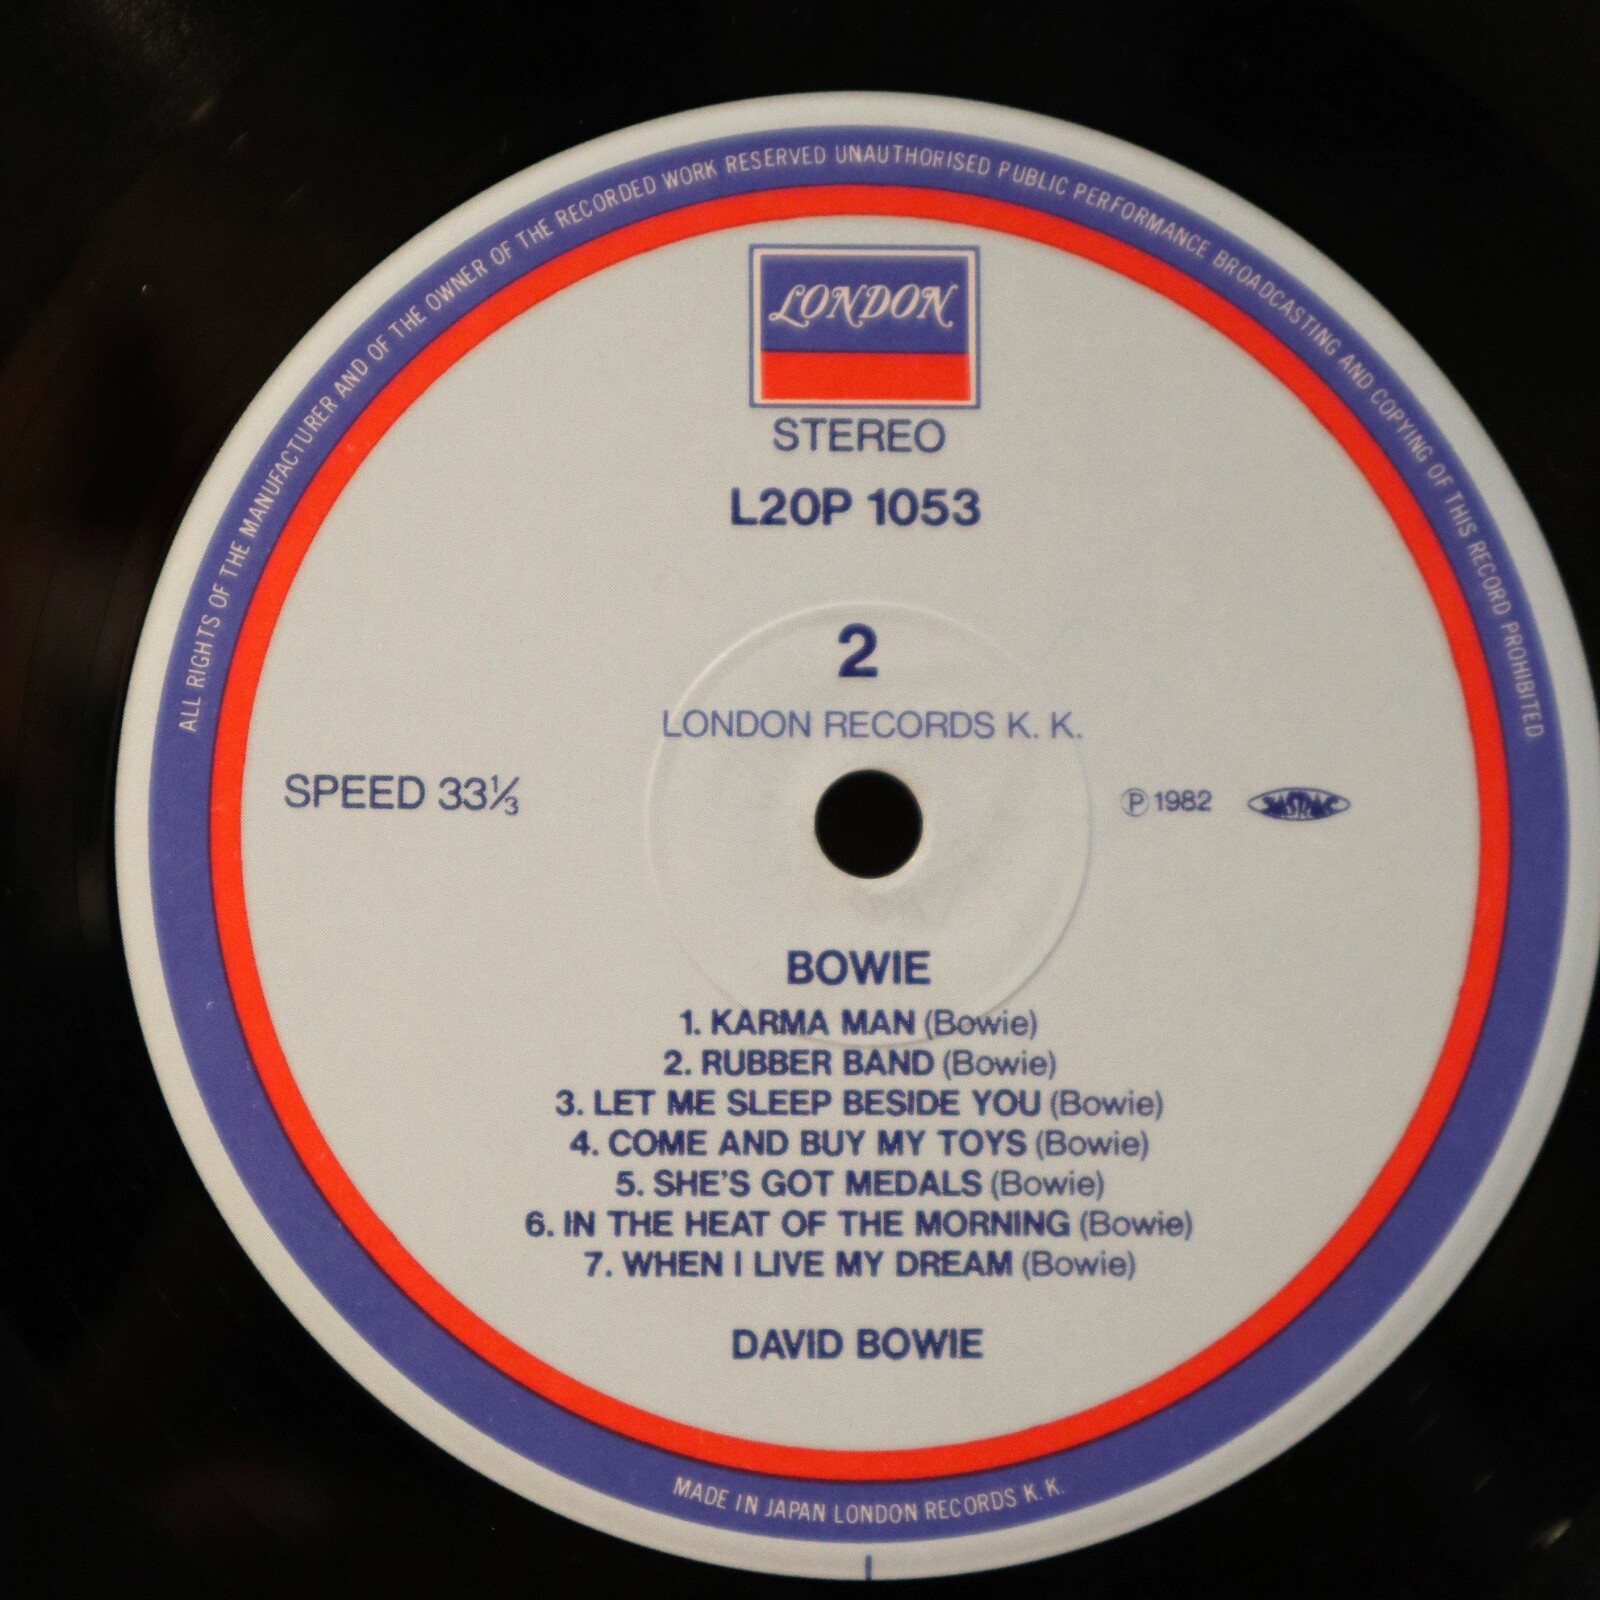 ALL RIGHTS OF THE MANUFACTURER AND OF THE OWNER OF THE RECORDED WORK RESERVED UNAUTHORISED PUBLIC PERFORMANCE BROADCASTING AND COPYING OF THIS RECORD PROHIBITED
LONDON
STEREO
L20P 1053
2
LONDON RECORDS K. K.
SPEED 33⅓
Ⓟ 1982
JASRAC
BOWIE
1. KARMA MAN (Bowie)
2. RUBBER BAND (Bowie)
3. LET ME SLEEP BESIDE YOU (Bowie)
4. COME AND BUY MY TOYS (Bowie)
5. SHE'S GOT MEDALS (Bowie)
6. IN THE HEAT OF THE MORNING (Bowie)
7. WHEN I LIVE MY DREAM (Bowie)
DAVID BOWIE
MADE IN JAPAN LONDON RECORDS K. K.